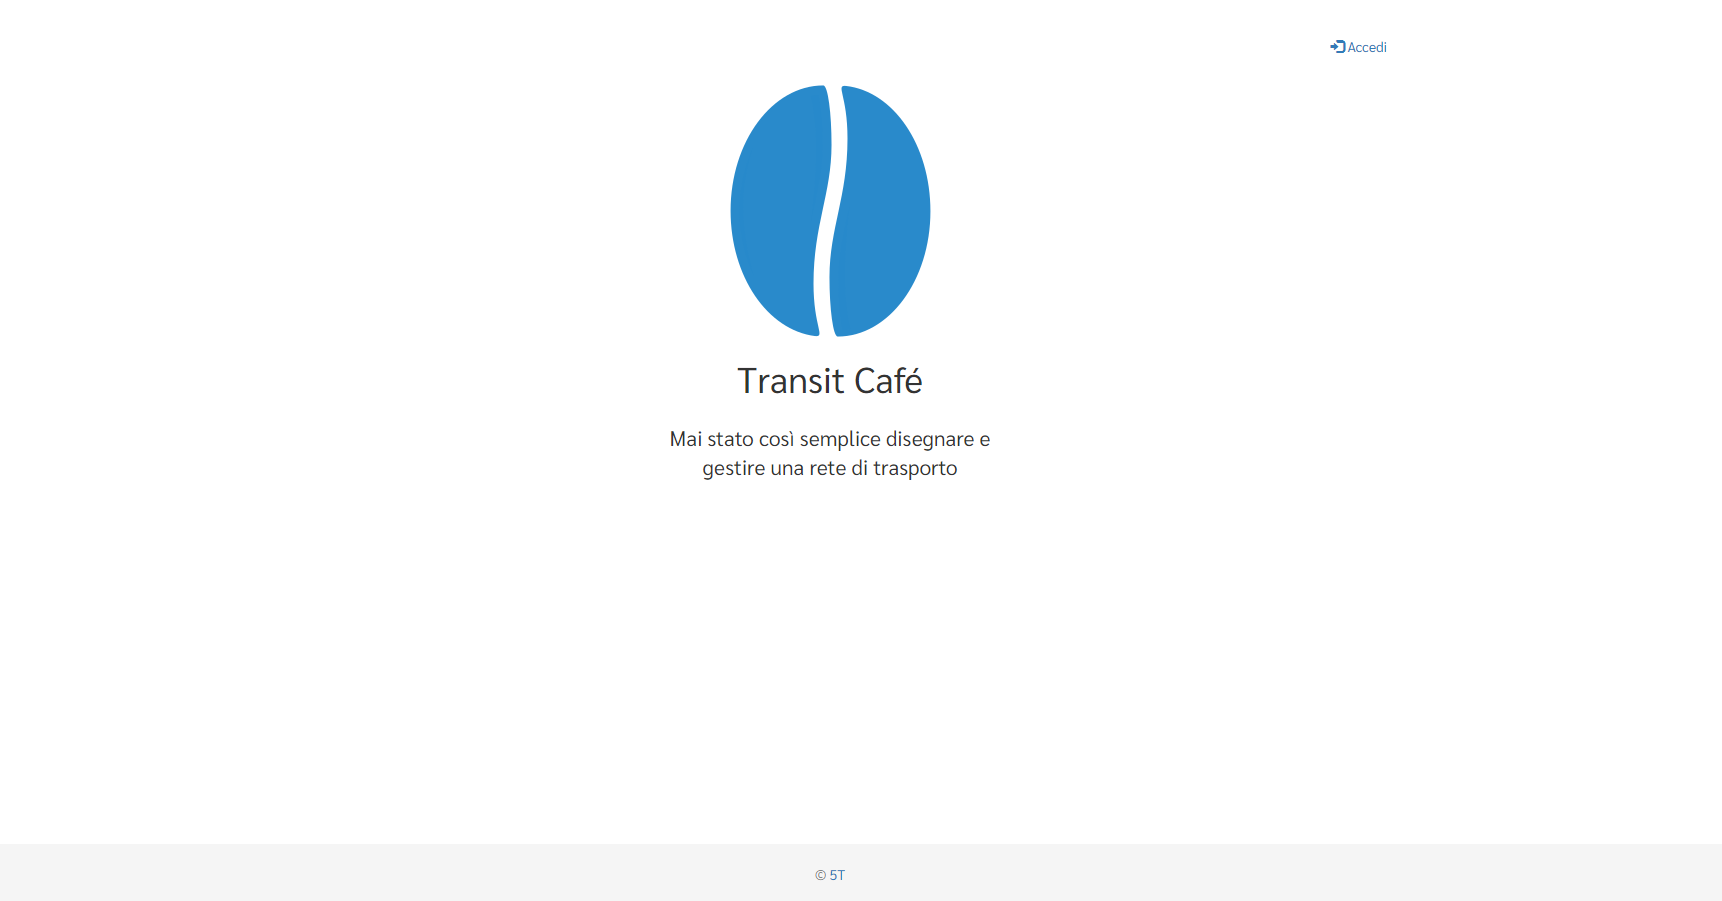 Accedi
Transit Café
Mai stato così semplice disegnare e
gestire una rete di trasporto
© 5T